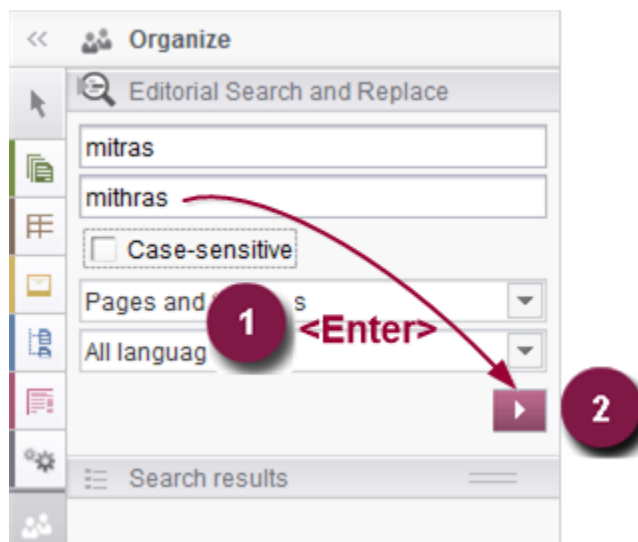 Organize
Editorial Search and Replace
mitras
mithras
Case-sensitive
Pages and s
1 <Enter>
All languag
2
Search results